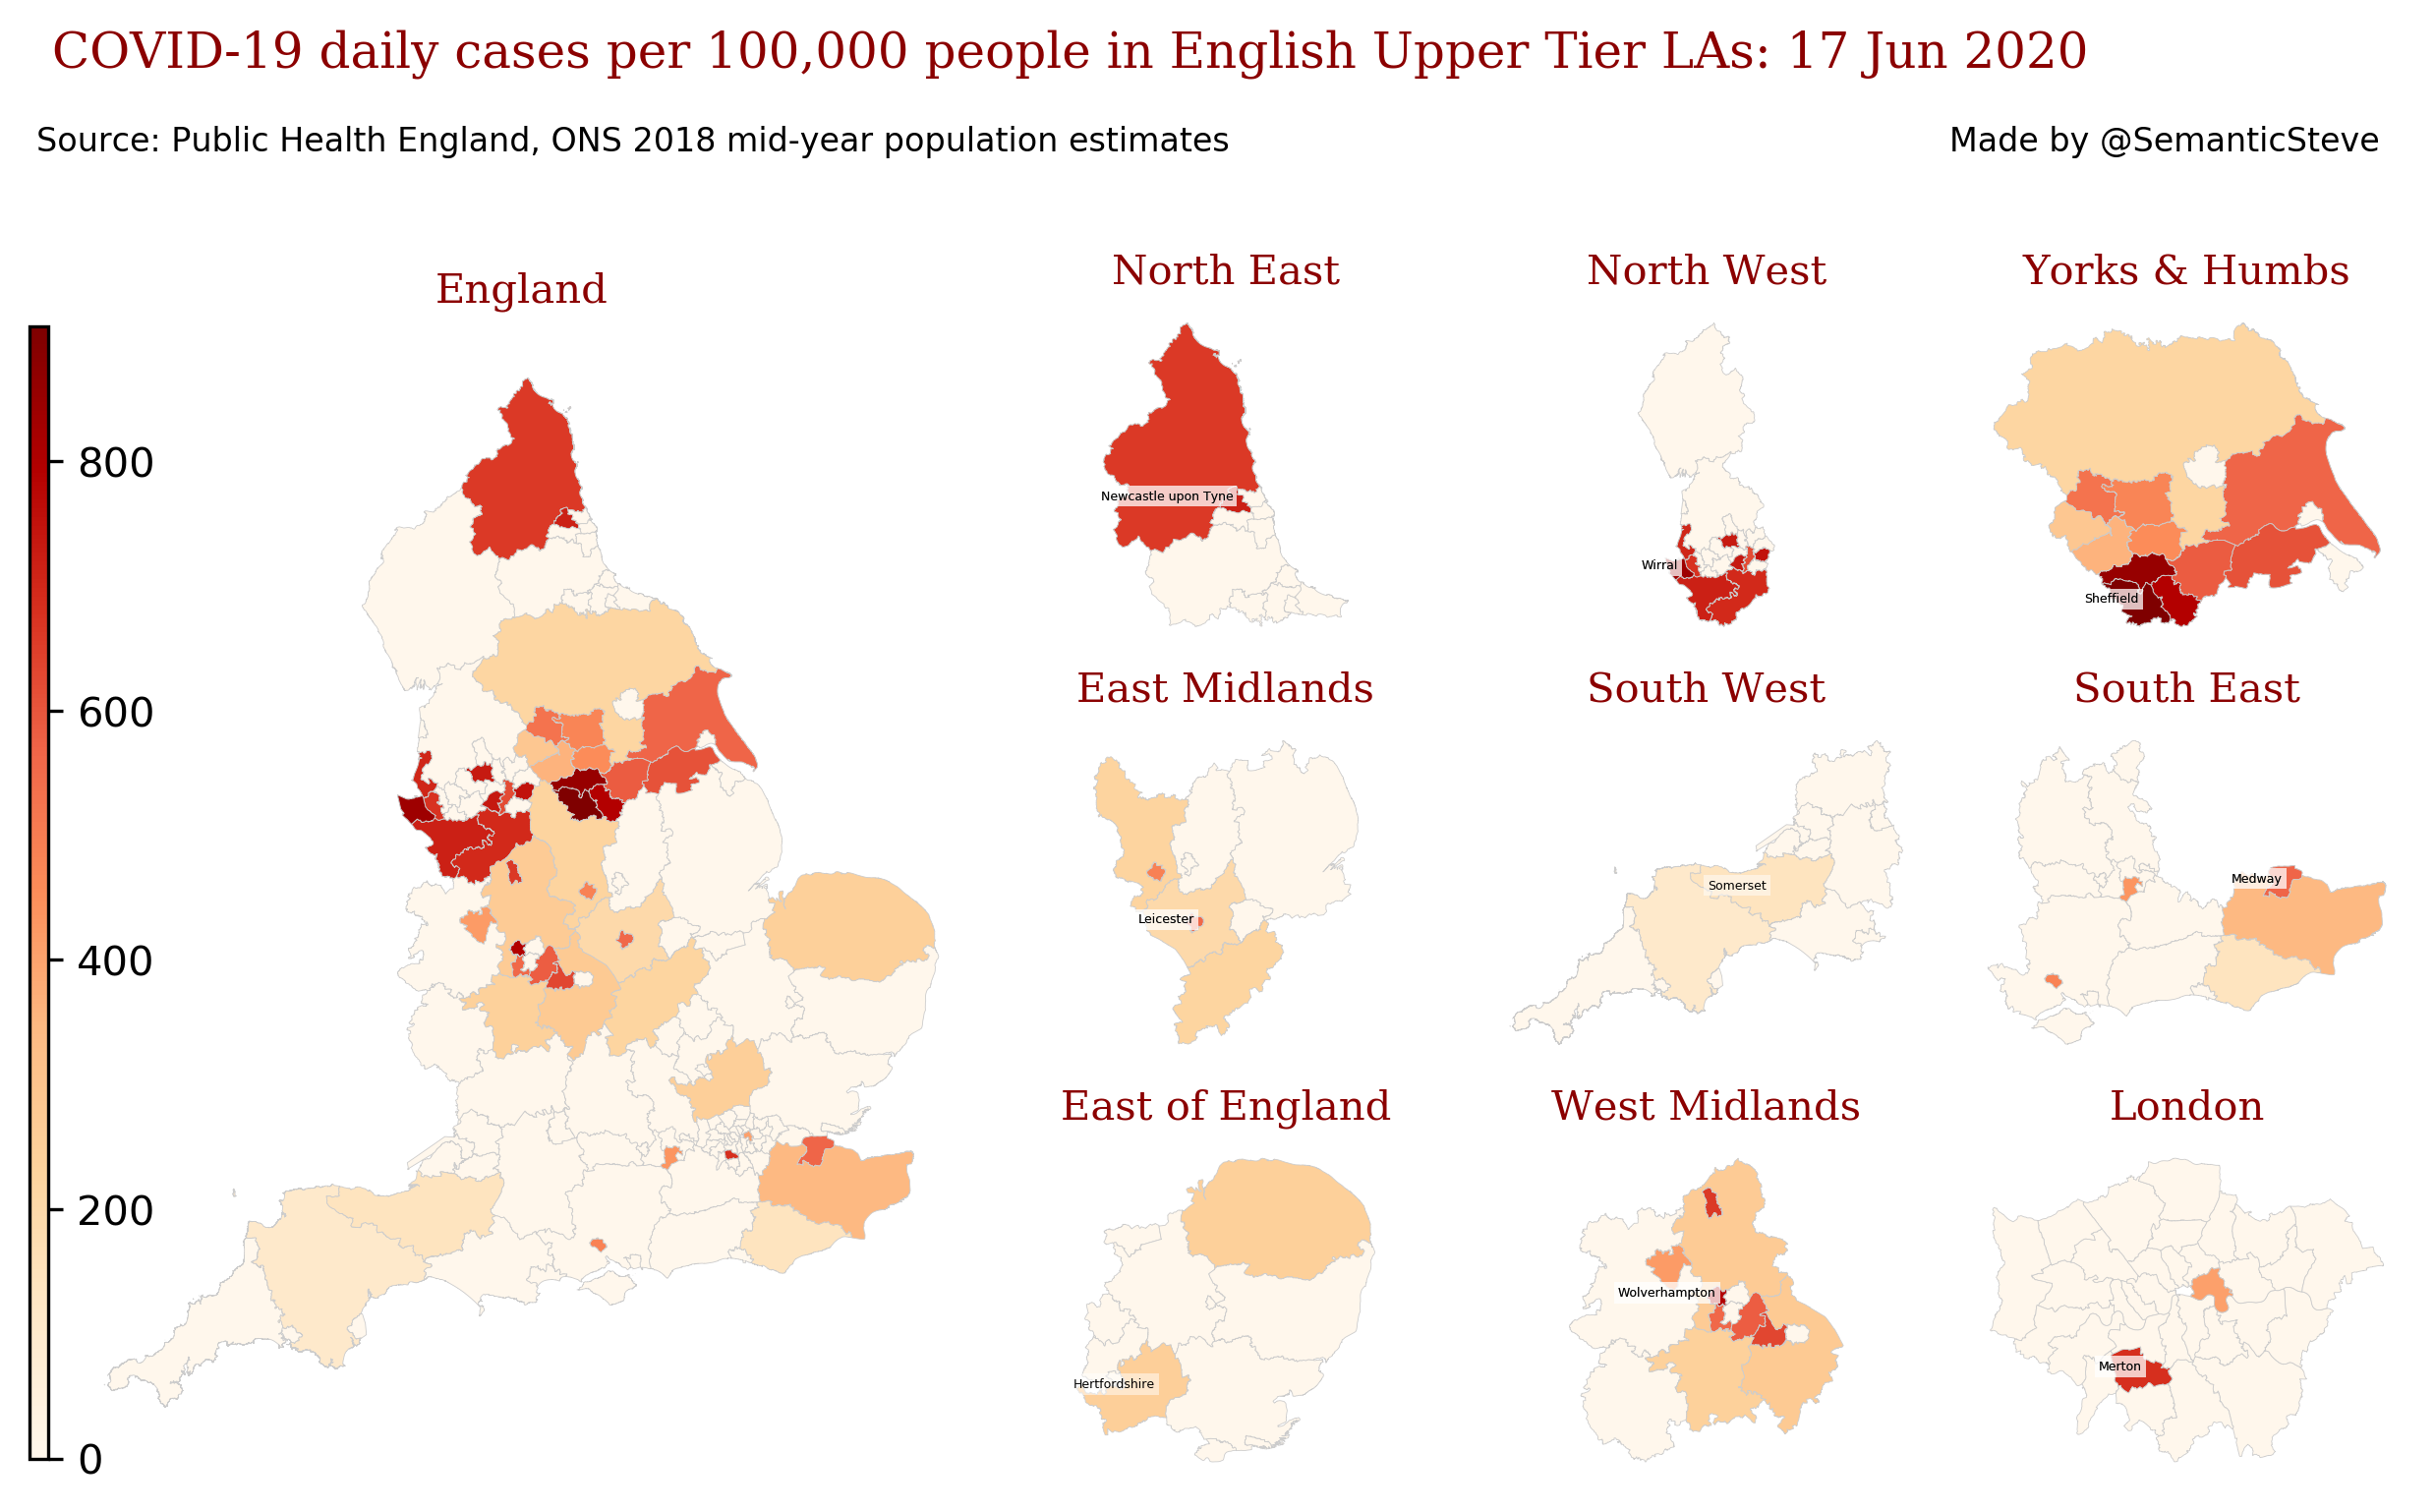 COVID-19 daily cases per 100,000 people in English Upper Tier LAs: 17 Jun 2020
Source: Public Health England, ONS 2018 mid-year population estimates
Made by @SemanticSteve
England
800
600
400
200
0
North East
Newcastle upon Tyne
North West
Wirral
Yorks & Humbs
Sheffield
East Midlands
Leicester
South West
Somerset
South East
Medway
East of England
Hertfordshire
West Midlands
Wolverhampton
London
Merton